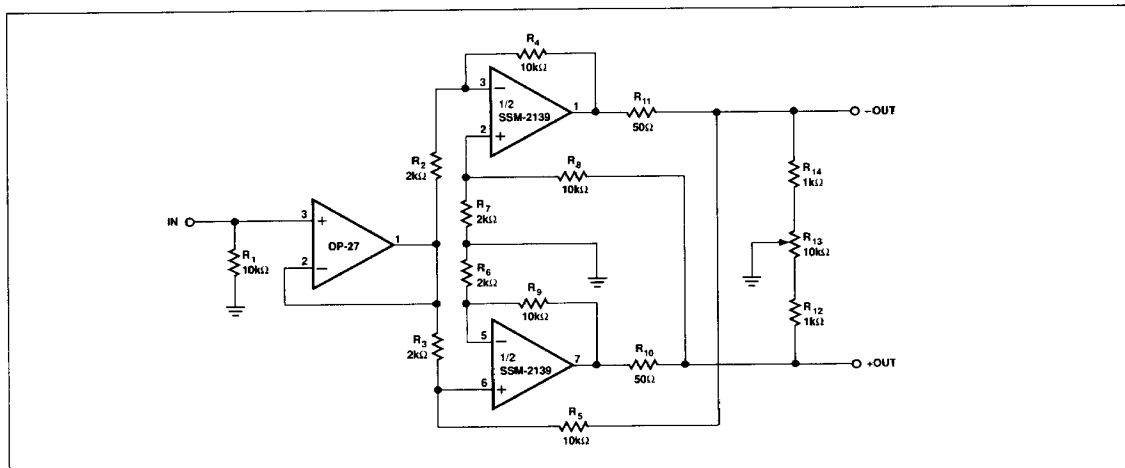 R4
10kΩ
3
−
1/2
SSM-2139
1
2
+
R11
50Ω
−OUT
R2
2kΩ
R8
10kΩ
R14
1kΩ
R7
2kΩ
IN
3
+
OP-27
1
2
−
R1
10kΩ
R13
10kΩ
R6
2kΩ
R9
10kΩ
R3
2kΩ
5
−
1/2
SSM-2139
7
6
+
R10
50Ω
R12
1kΩ
+OUT
R5
10kΩ